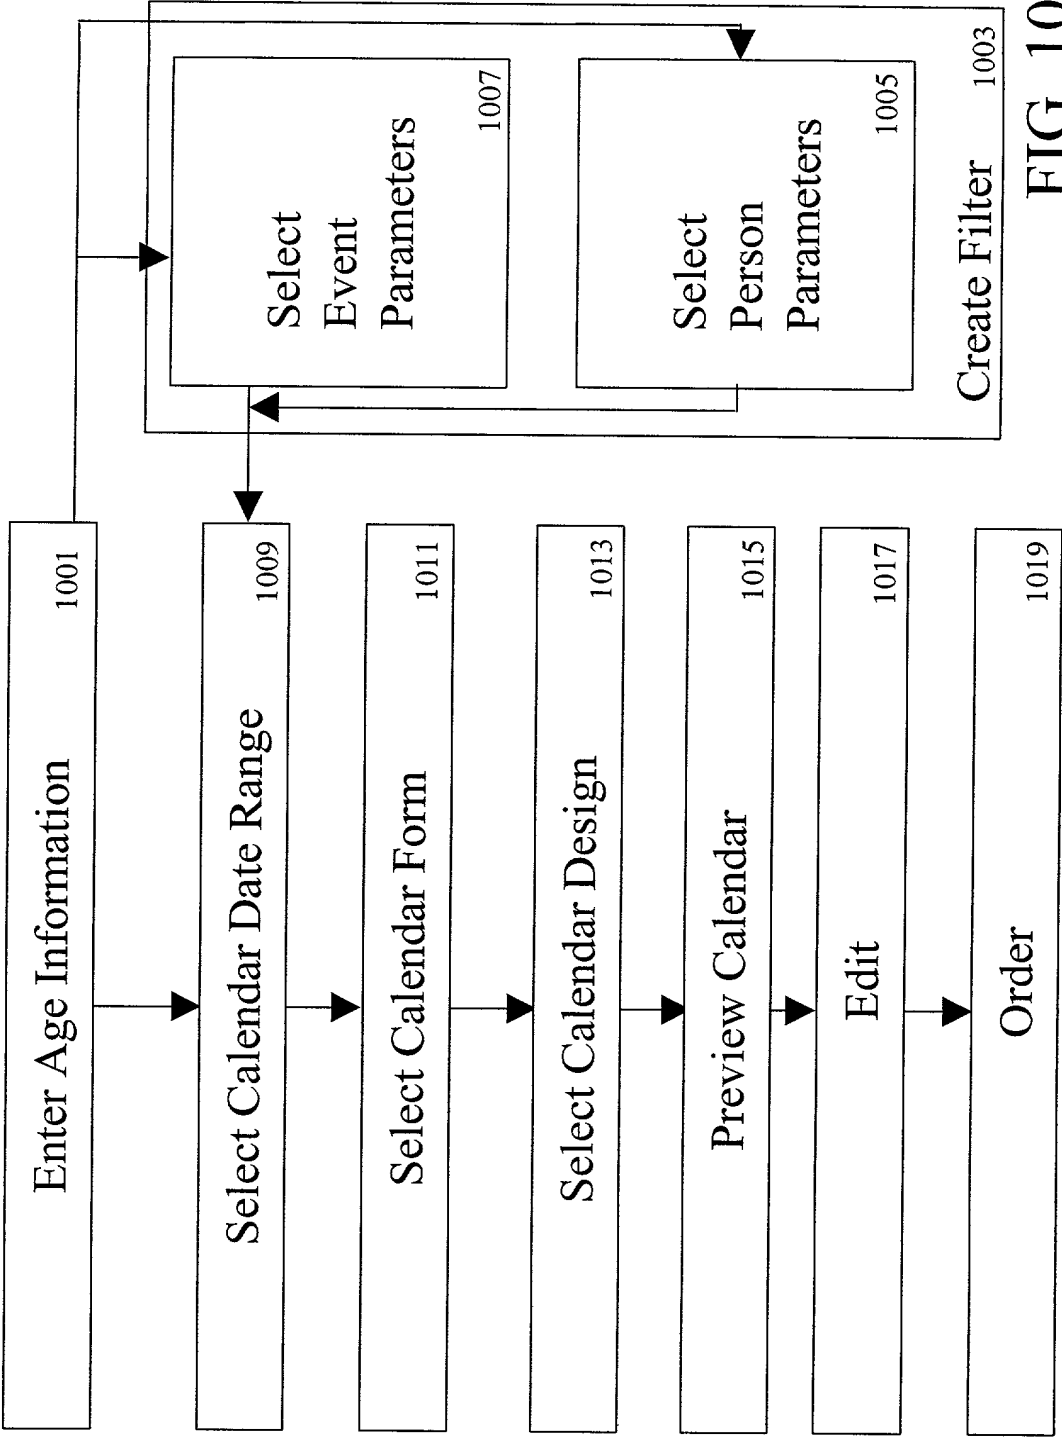 Enter Age Information
1001
Select Calendar Date Range
1009
Select Calendar Form
1011
Select Calendar Design
1013
Preview Calendar
1015
Edit
1017
Order
1019
Select
Event
Parameters
1007
Select
Person
Parameters
1005
Create Filter
1003
FIG 10